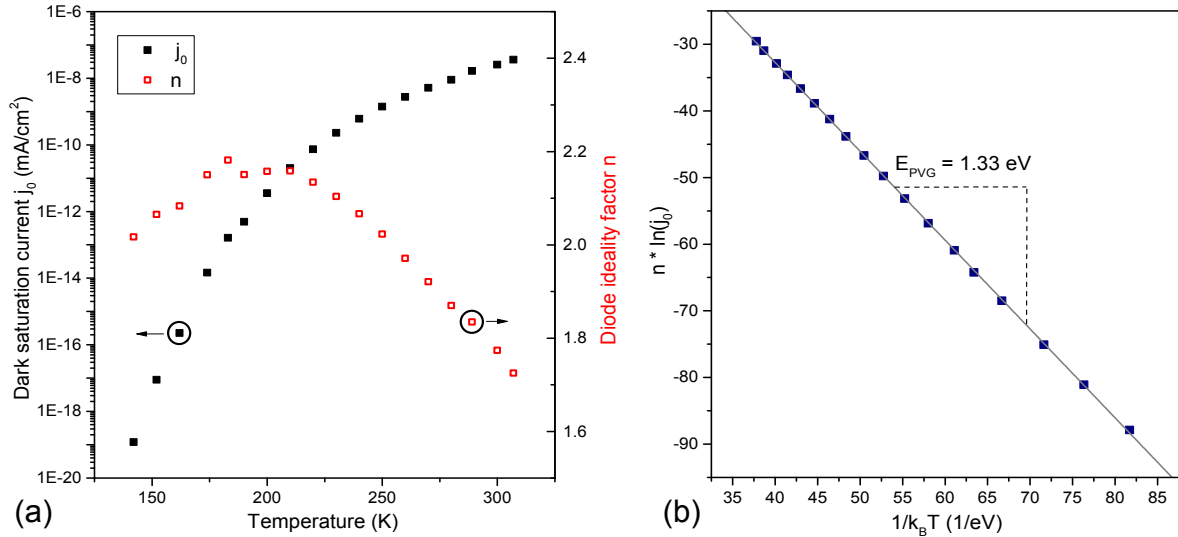 1E-6
1E-8
1E-10
1E-12
1E-14
1E-16
1E-18
1E-20
Dark saturation current j0 (mA/cm2)
j0
n
2.4
2.2
2.0
1.8
1.6
Diode ideality factor n
150
200
250
300
Temperature (K)
(a)
-30
-40
-50
-60
-70
-80
-90
n * ln(j0)
EPVG = 1.33 eV
35
40
45
50
55
60
65
70
75
80
85
1/kBT (1/eV)
(b)